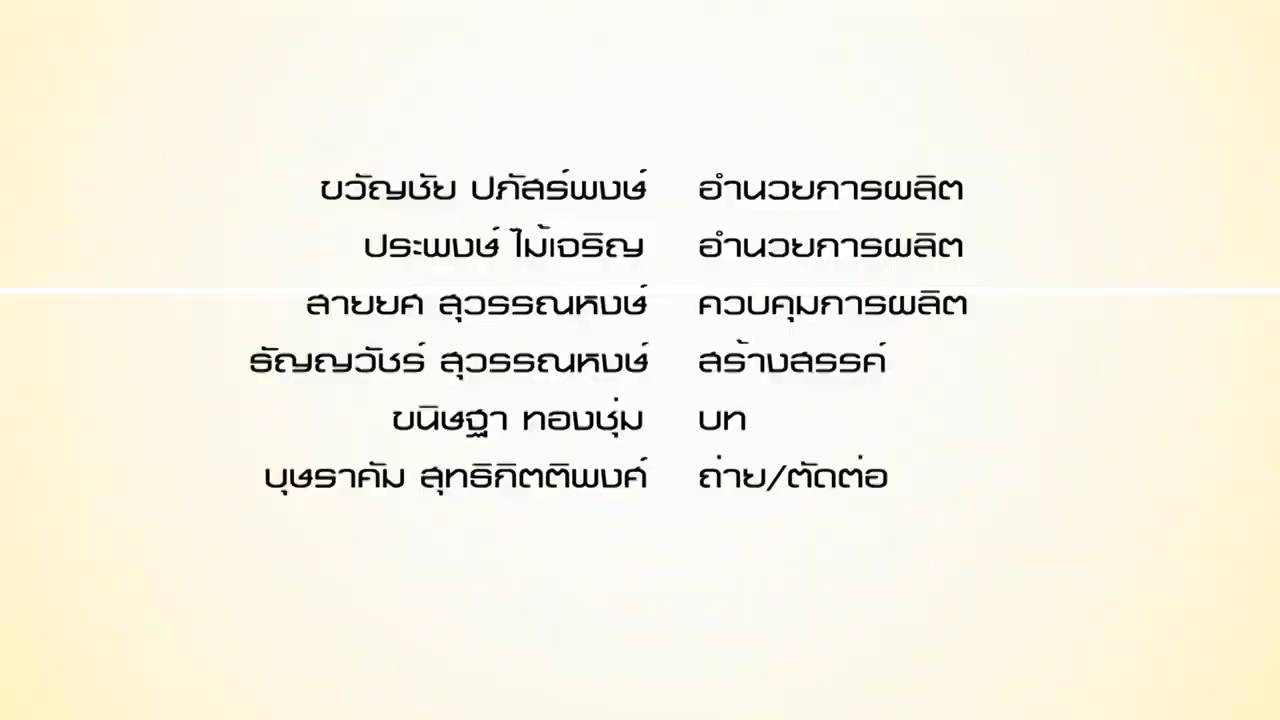 ขวัญชัย ปภัสร์พงษ์ อำนวยการผลิต
ประพงษ์ ไม้เจริญ อำนวยการผลิต
สายยศ สุวรรณหงษ์ ควบคุมการผลิต
ธัญญวัชร์ สุวรรณหงษ์ สร้างสรรค์
ขนิษฐา ทองชุ่ม บท
บุษราคัม สุทธิกิตติพงศ์ ถ่าย/ตัดต่อ